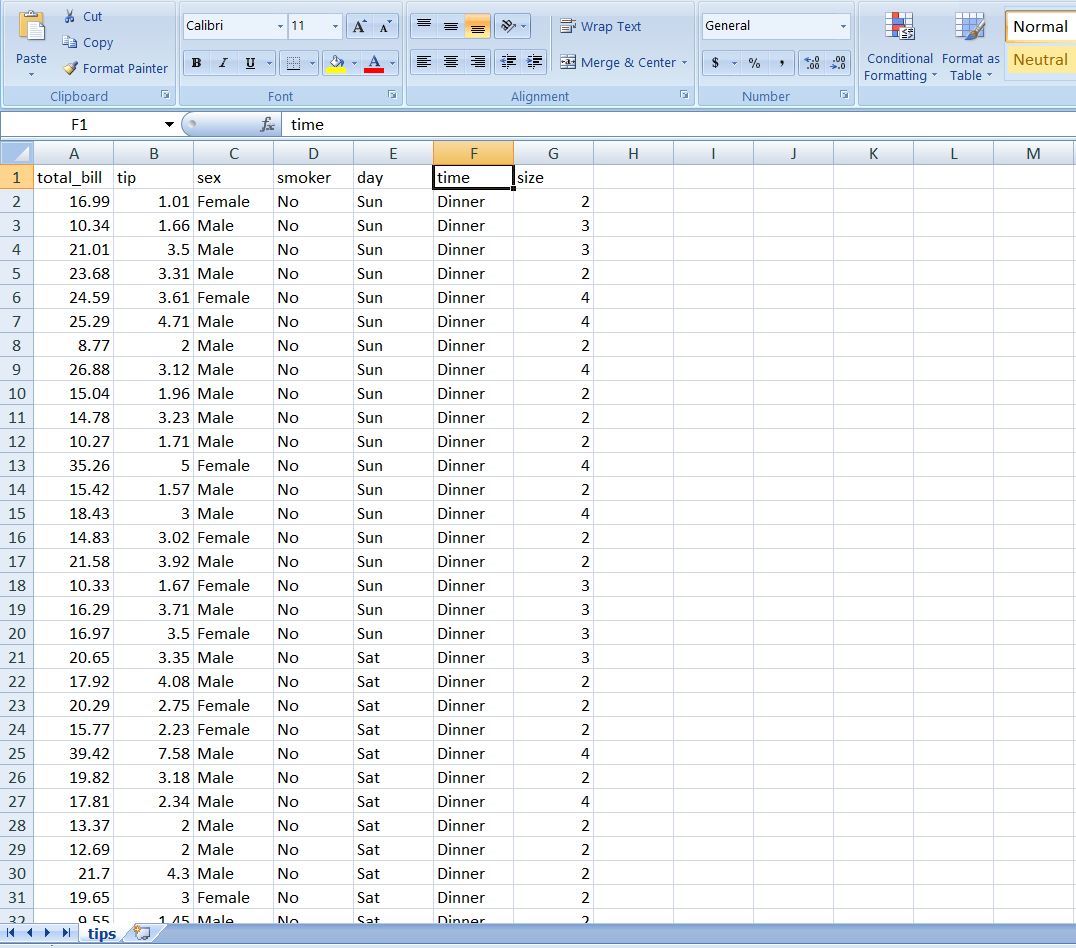 Cut Calibri 11 A A Wrap Text General Normal
Copy
Paste Format Painter B I U A Merge & Center $ % , .00 .00 Conditional Formatting Format as Table Neutral
Clipboard Font Alignment Number
F1 fx time
A B C D E F G H I J K L M
1 total_bill tip sex smoker day time size
2 16.99 1.01 Female No Sun Dinner 2
3 10.34 1.66 Male No Sun Dinner 3
4 21.01 3.5 Male No Sun Dinner 3
5 23.68 3.31 Male No Sun Dinner 2
6 24.59 3.61 Female No Sun Dinner 4
7 25.29 4.71 Male No Sun Dinner 4
8 8.77 2 Male No Sun Dinner 2
9 26.88 3.12 Male No Sun Dinner 4
10 15.04 1.96 Male No Sun Dinner 2
11 14.78 3.23 Male No Sun Dinner 2
12 10.27 1.71 Male No Sun Dinner 2
13 35.26 5 Female No Sun Dinner 4
14 15.42 1.57 Male No Sun Dinner 2
15 18.43 3 Male No Sun Dinner 4
16 14.83 3.02 Female No Sun Dinner 2
17 21.58 3.92 Male No Sun Dinner 2
18 10.33 1.67 Female No Sun Dinner 3
19 16.29 3.71 Male No Sun Dinner 3
20 16.97 3.5 Female No Sun Dinner 3
21 20.65 3.35 Male No Sat Dinner 3
22 17.92 4.08 Male No Sat Dinner 2
23 20.29 2.75 Female No Sat Dinner 2
24 15.77 2.23 Female No Sat Dinner 2
25 39.42 7.58 Male No Sat Dinner 4
26 19.82 3.18 Male No Sat Dinner 2
27 17.81 2.34 Male No Sat Dinner 4
28 13.37 2 Male No Sat Dinner 2
29 12.69 2 Male No Sat Dinner 2
30 21.7 4.3 Male No Sat Dinner 2
31 19.65 3 Female No Sat Dinner 2
32 9.55 1.45 Male No Sat Dinner 2
tips